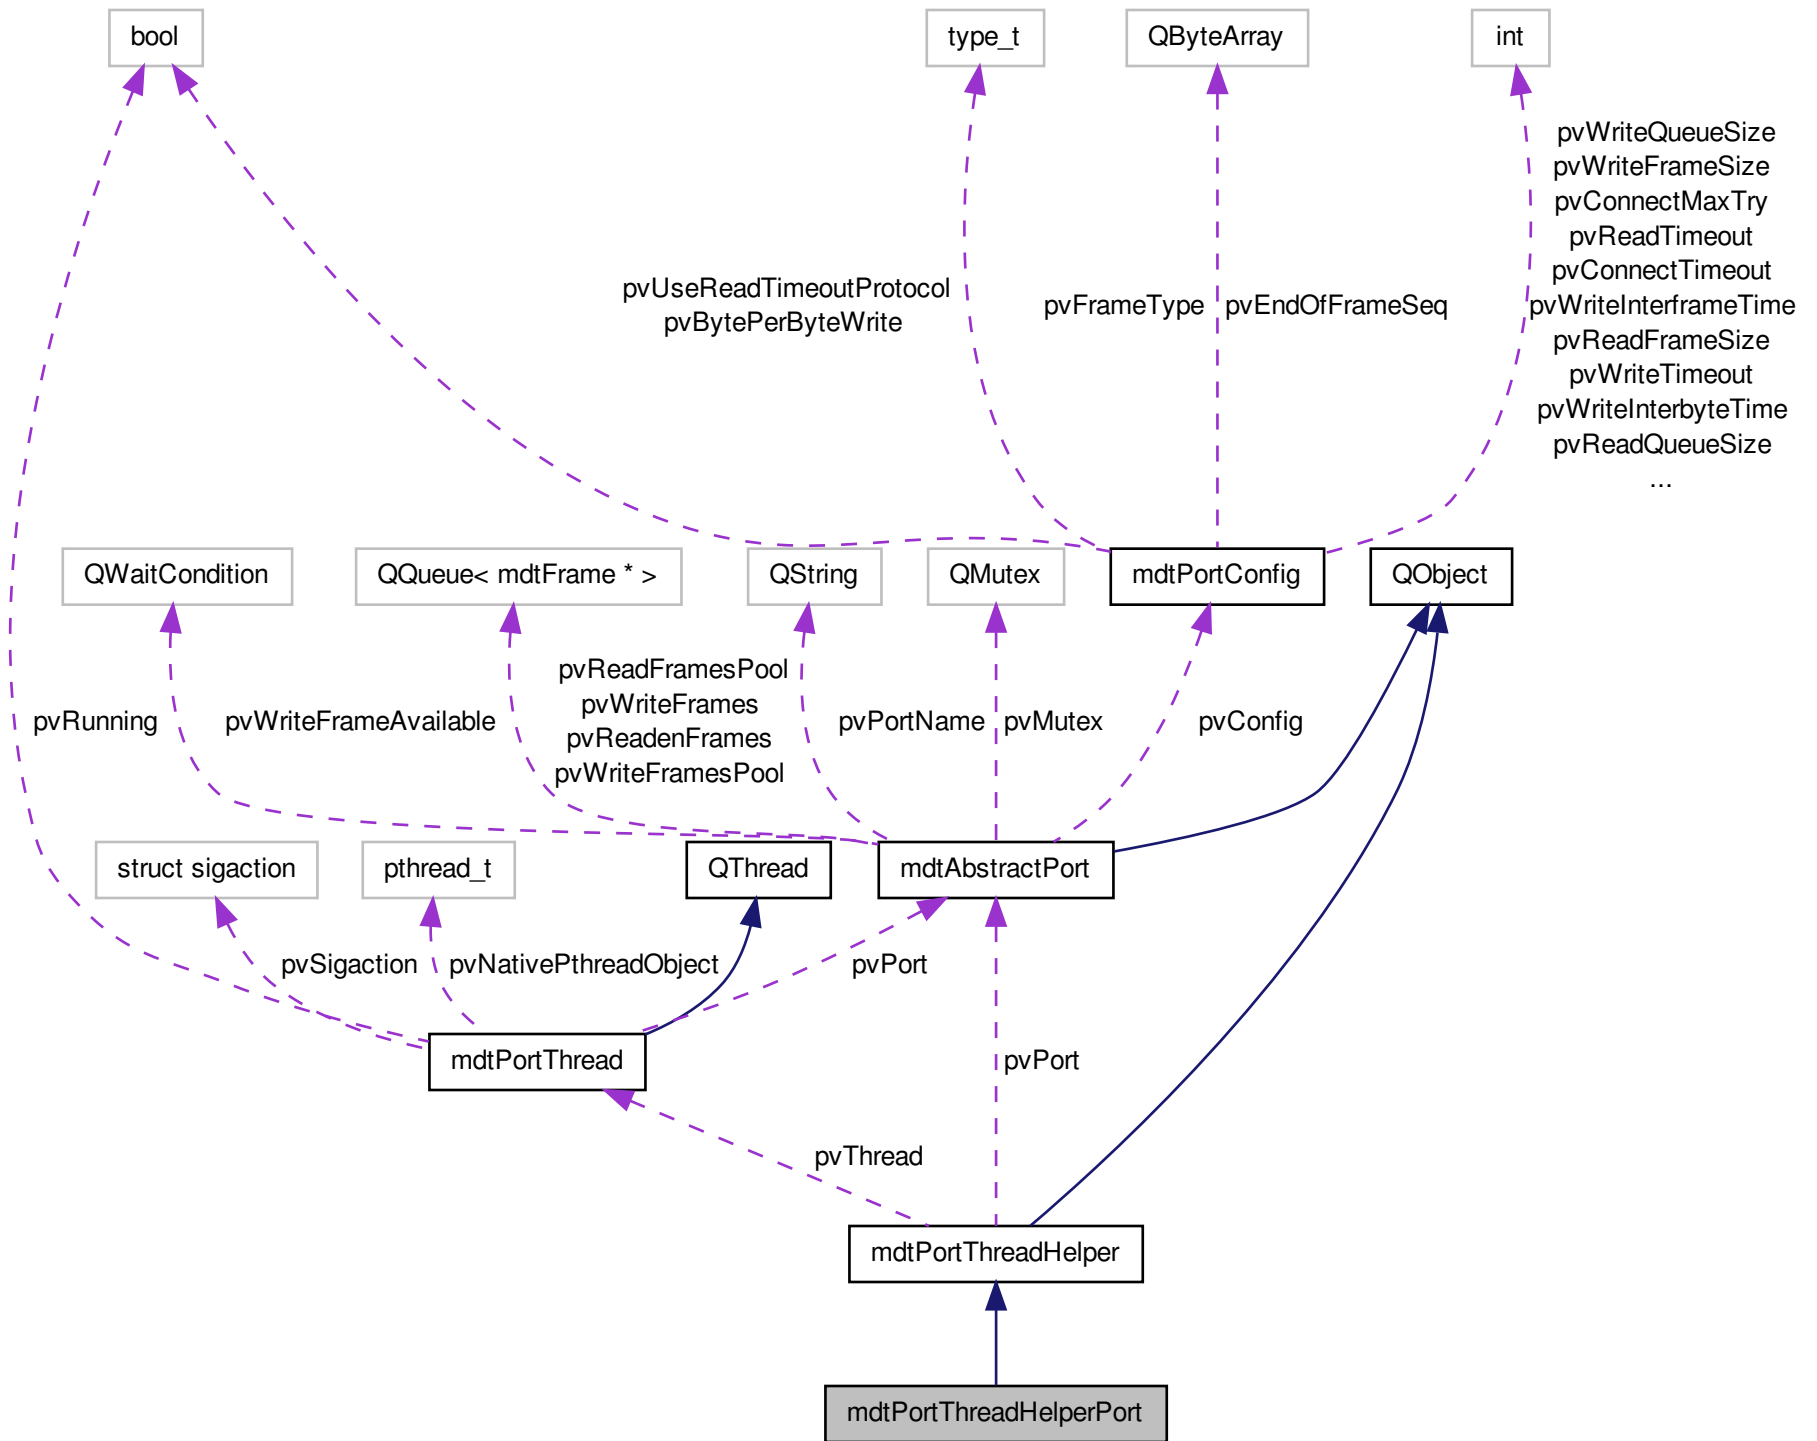 bool
type_t
QByteArray
int
pvWriteQueueSize
pvWriteFrameSize
pvConnectMaxTry
pvReadTimeout
pvConnectTimeout
pvWriteInterframeTime
pvReadFrameSize
pvWriteTimeout
pvWriteInterbyteTime
pvReadQueueSize
...
pvUseReadTimeoutProtocol
pvBytePerByteWrite
pvFrameType
pvEndOfFrameSeq
QWaitCondition
QQueue< mdtFrame * >
QString
QMutex
mdtPortConfig
QObject
pvRunning
pvWriteFrameAvailable
pvReadFramesPool
pvWriteFrames
pvReadenFrames
pvWriteFramesPool
pvPortName
pvMutex
pvConfig
struct sigaction
pthread_t
QThread
mdtAbstractPort
pvSigaction
pvNativePthreadObject
pvPort
mdtPortThread
pvPort
pvThread
mdtPortThreadHelper
mdtPortThreadHelperPort